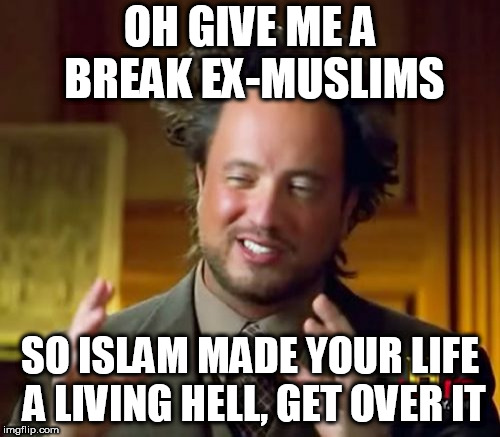 OH GIVE ME A
BREAK EX-MUSLIMS
SO ISLAM MADE YOUR LIFE
A LIVING HELL, GET OVER IT
imgflip.com